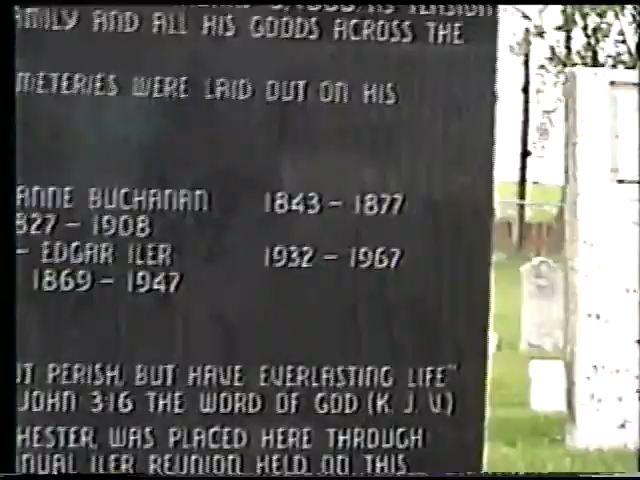 AMILY AND ALL HIS GOODS ACROSS THE
METERIES WERE LAID OUT ON HIS
ANNE BUCHANAN 1843 – 1877
827 – 1908
– EDGAR ILER 1932 – 1967
1869 – 1947
T PERISH, BUT HAVE EVERLASTING LIFE"
JOHN 3:16 THE WORD OF GOD (K. J. V.)
HESTER, WAS PLACED HERE THROUGH
NUAL ILER REUNION HELD ON THIS